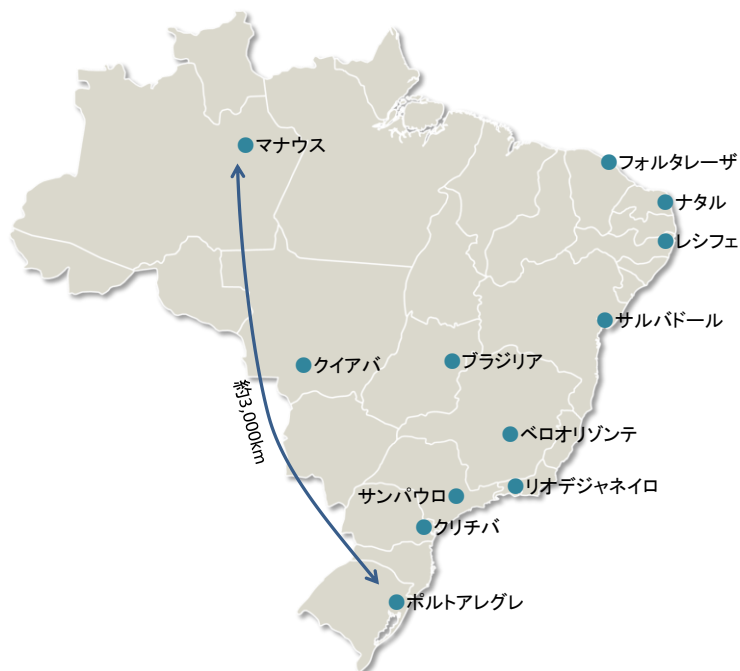 マナウス
フォルタレーザ
ナタル
レシフェ
サルバドール
クイアバ
ブラジリア
約3,000km
ベロオリゾンテ
サンパウロ
リオデジャネイロ
クリチバ
ポルトアレグレ